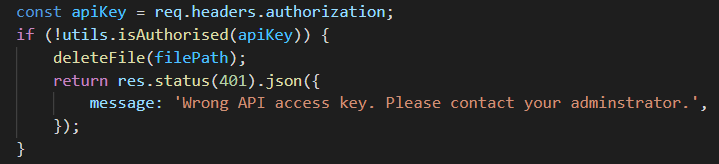 const apiKey = req.headers.authorization;
if (!utils.isAuthorised(apiKey)) {
    deleteFile(filePath);
    return res.status(401).json({
        message: 'Wrong API access key. Please contact your adminstrator.',
    });
}